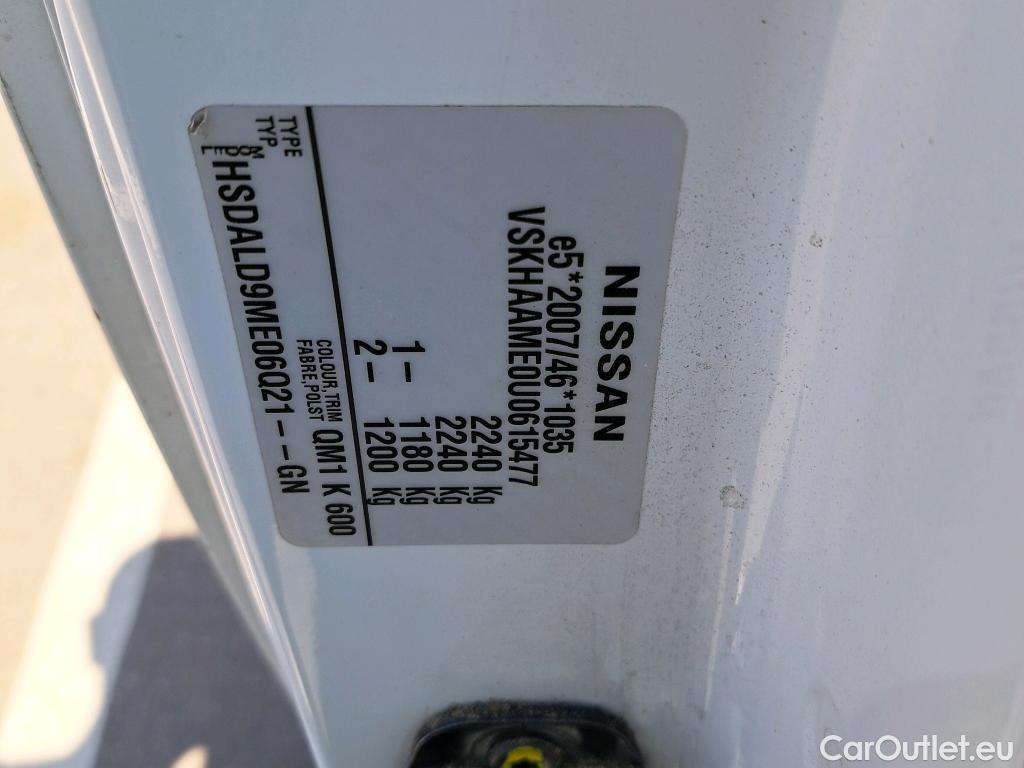 NISSAN
e5*2007/46*1035
VSKHAAME0U0615477
2240 Kg
2240 Kg
1- 1180 Kg
2- 1200 Kg
TYPE
TYP
COLOUR,TRIM
FABRE,POLST
QM1 K 600
MODEL
HSDALD9ME06Q21--GN
CarOutlet.eu